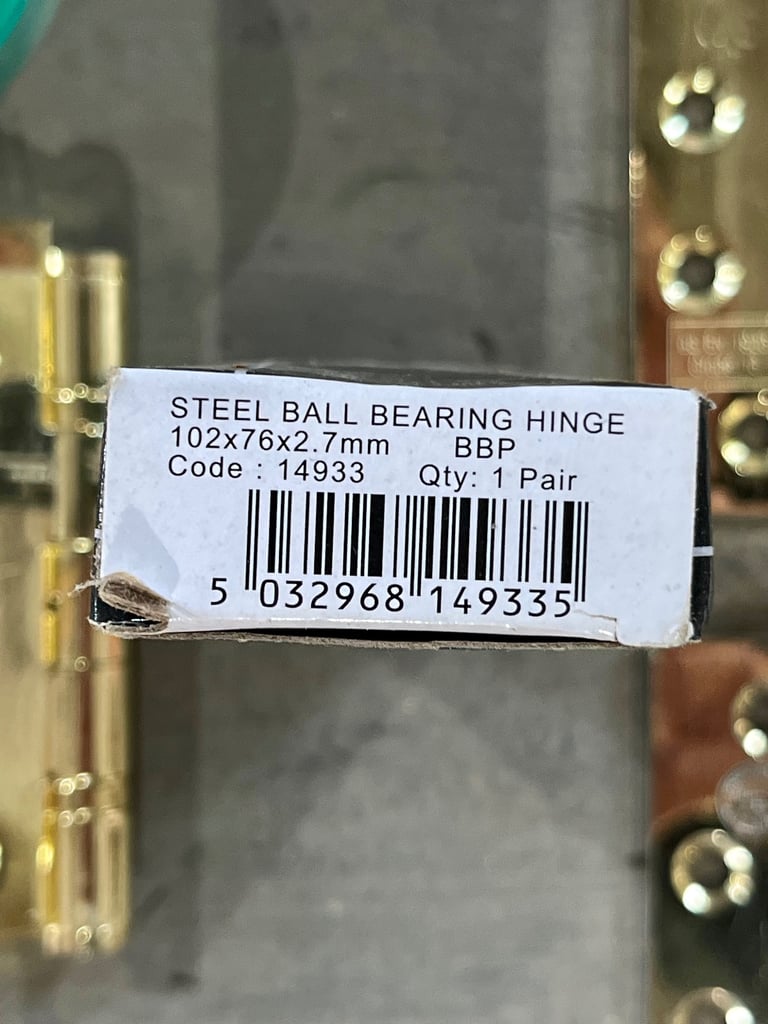 STEEL BALL BEARING HINGE
102x76x2.7mm BBP
Code : 14933 Qty: 1 Pair
5 032968 149335